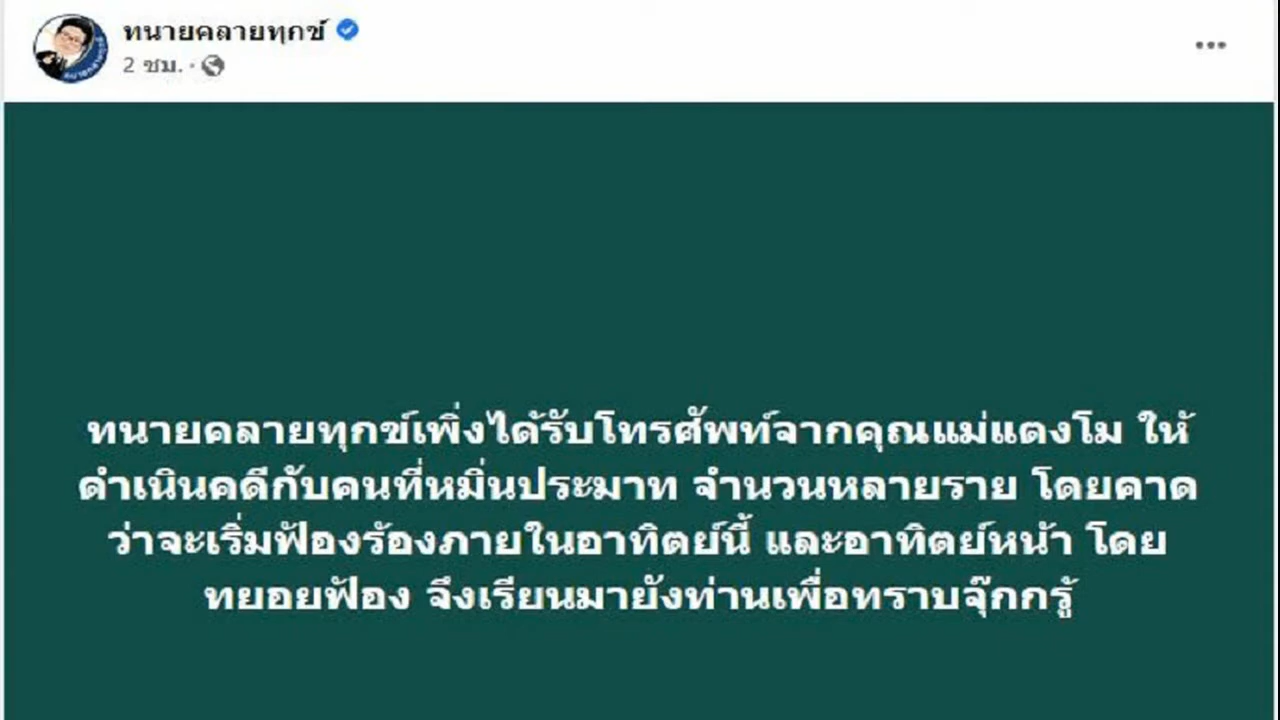 ทนายคลายทุกข์
2 ชม.
ทนายคลายทุกข์เพิ่งได้รับโทรศัพท์จากคุณแม่แตงโม ให้
ดำเนินคดีกับคนที่หมิ่นประมาท จำนวนหลายราย โดยคาด
ว่าจะเริ่มฟ้องร้องภายในอาทิตย์นี้ และอาทิตย์หน้า โดย
ทยอยฟ้อง จึงเรียนมายังท่านเพื่อทราบจุ๊กกรู้